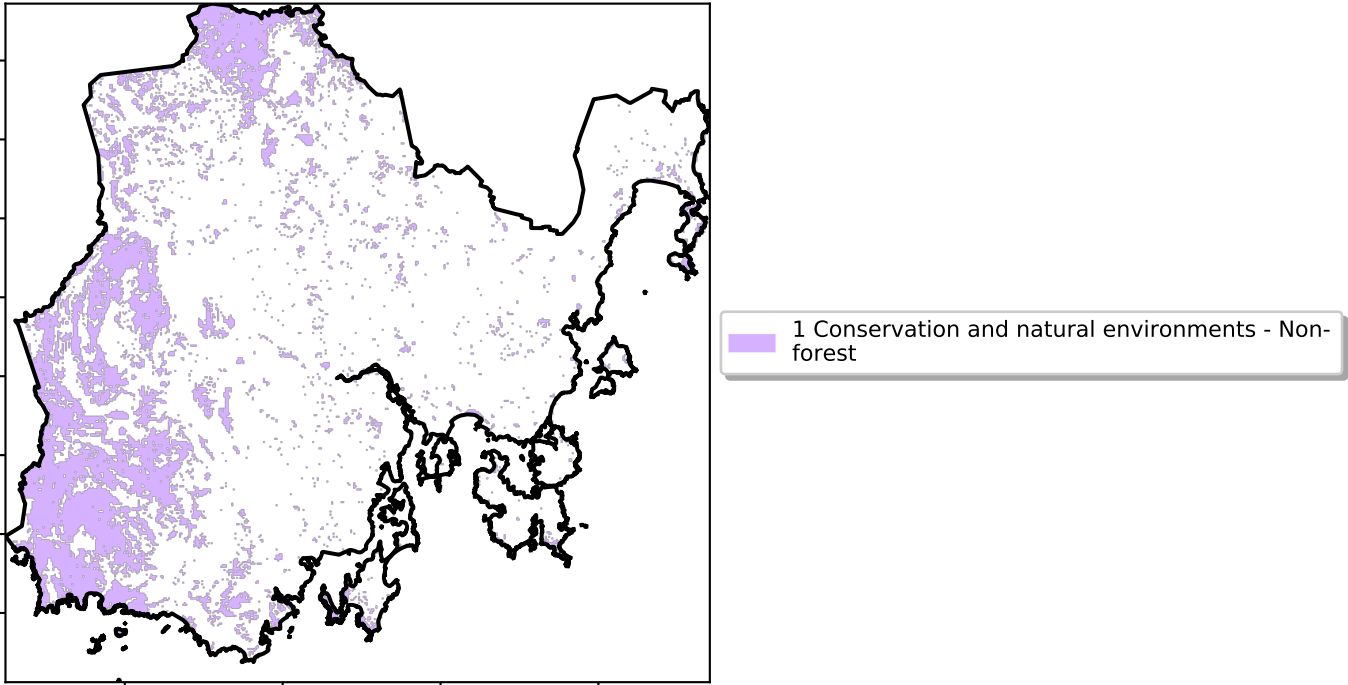 1 Conservation and natural environments - Non-
forest